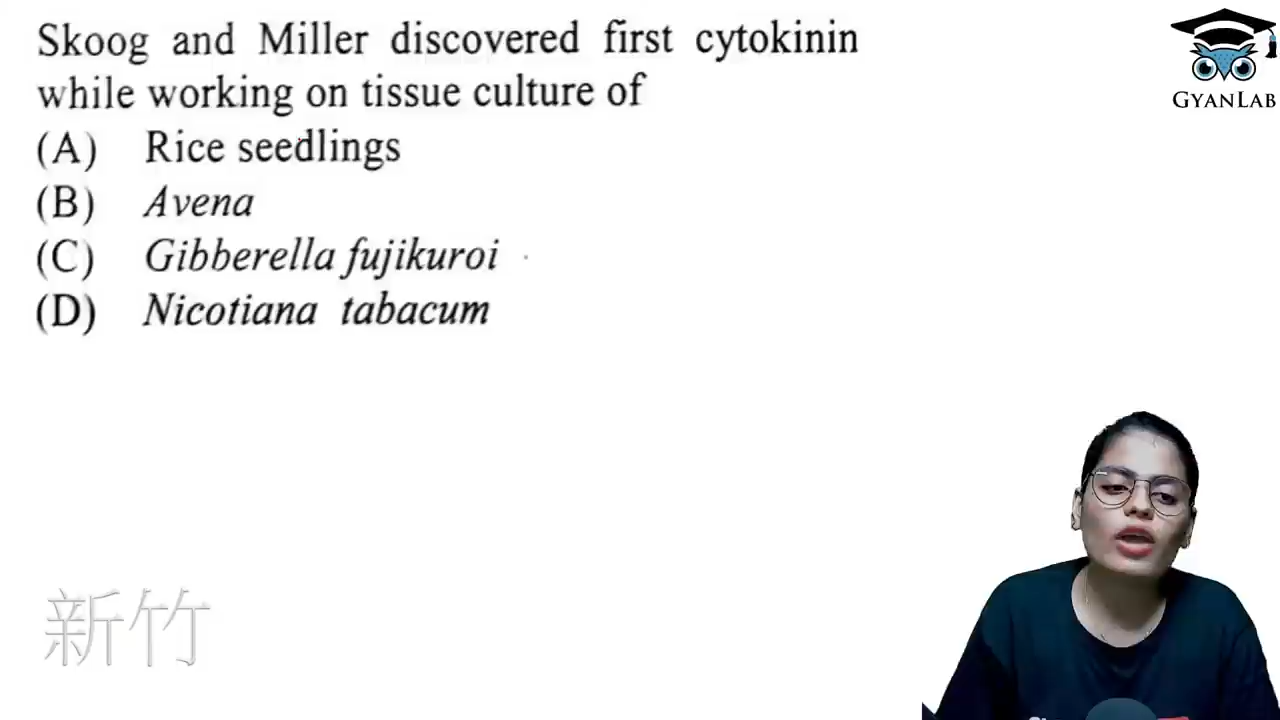 Skoog and Miller discovered first cytokinin
while working on tissue culture of
(A) Rice seedlings
(B) Avena
(C) Gibberella fujikuroi
(D) Nicotiana tabacum
GYANLAB
新竹